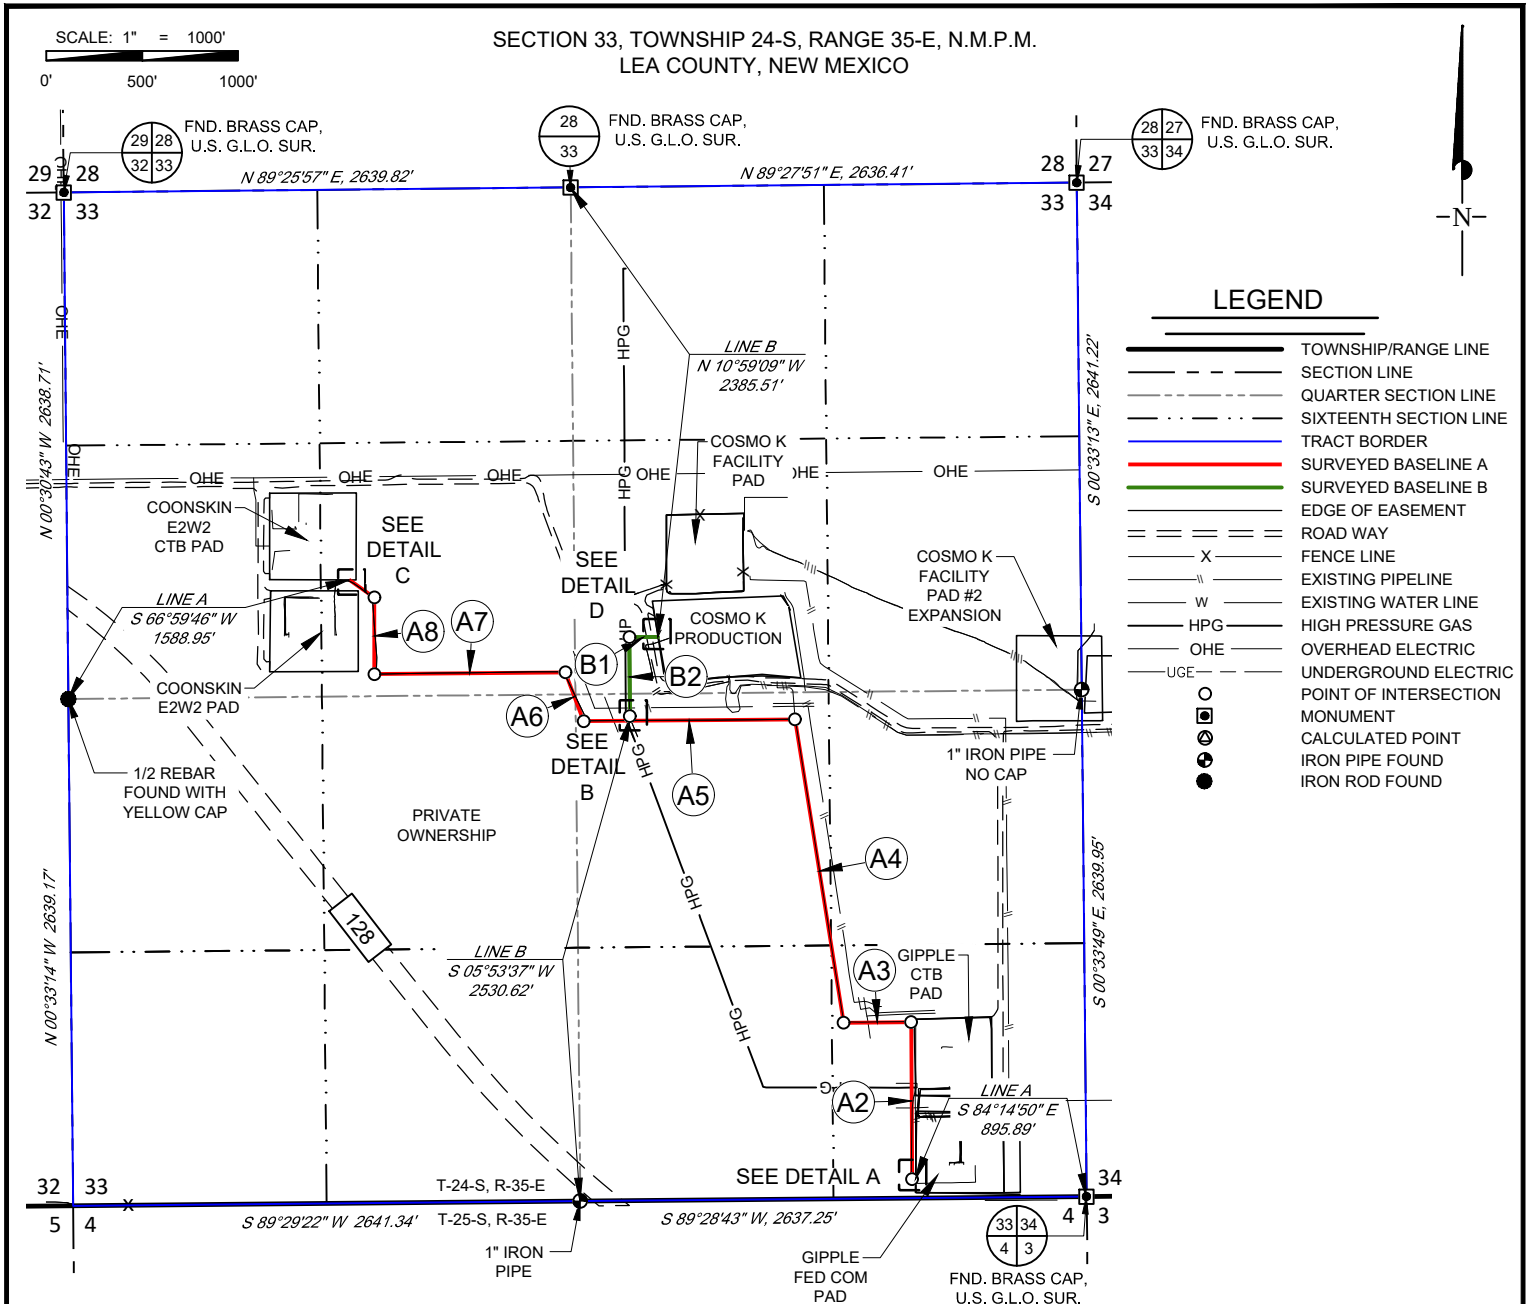 SCALE: 1" = 1000'
0' 500' 1000'
SECTION 33, TOWNSHIP 24-S, RANGE 35-E, N.M.P.M.
LEA COUNTY, NEW MEXICO
29 28
32 33
FND. BRASS CAP,
U.S. G.L.O. SUR.
28
33
FND. BRASS CAP,
U.S. G.L.O. SUR.
28 27
33 34
FND. BRASS CAP,
U.S. G.L.O. SUR.
N
29 28
32 33
28 27
33 34
N 89°25'57" E, 2639.82'
N 89°27'51" E, 2636.41'
OHE
OHE
OHE
HPG
HPG
LINE B
N 10°59'09" W
2385.51'
N 00°30'43" W 2638.71'
S 00°33'13" E, 2641.22'
LEGEND
TOWNSHIP/RANGE LINE
SECTION LINE
QUARTER SECTION LINE
SIXTEENTH SECTION LINE
TRACT BORDER
SURVEYED BASELINE A
SURVEYED BASELINE B
EDGE OF EASEMENT
ROAD WAY
X FENCE LINE
\\ EXISTING PIPELINE
W EXISTING WATER LINE
HPG HIGH PRESSURE GAS
OHE OVERHEAD ELECTRIC
UGE UNDERGROUND ELECTRIC
POINT OF INTERSECTION
MONUMENT
CALCULATED POINT
IRON PIPE FOUND
IRON ROD FOUND
OHE OHE OHE OHE HE OHE
COSMO K
FACILITY
PAD
COONSKIN
E2W2
CTB PAD
SEE
DETAIL
C
SEE
DETAIL
D
COSMO K
FACILITY
PAD #2
EXPANSION
X
X
X
LINE A
S 66°59'46" W
1588.95'
A8
A7
HP
COSMO K
PRODUCTION
B1
B2
COONSKIN
E2W2 PAD
A6
SEE
DETAIL
B
A5
HPG
1" IRON PIPE
NO CAP
1/2 REBAR
FOUND WITH
YELLOW CAP
PRIVATE
OWNERSHIP
A4
HPG
N 00°33'14" W 2639.17'
S 00°33'49" E, 2639.95'
128
LINE B
S 05°53'37" W
2530.62'
A3
GIPPLE
CTB
PAD
HPG
G
A2
LINE A
S 84°14'50" E
895.89'
SEE DETAIL A
32 33
5 4
X
T-24-S, R-35-E
T-25-S, R-35-E
34
4 3
S 89°29'22" W 2641.34'
S 89°28'43" W, 2637.25'
1" IRON
PIPE
GIPPLE
FED COM
PAD
33 34
4 3
FND. BRASS CAP,
U.S. G.L.O. SUR.